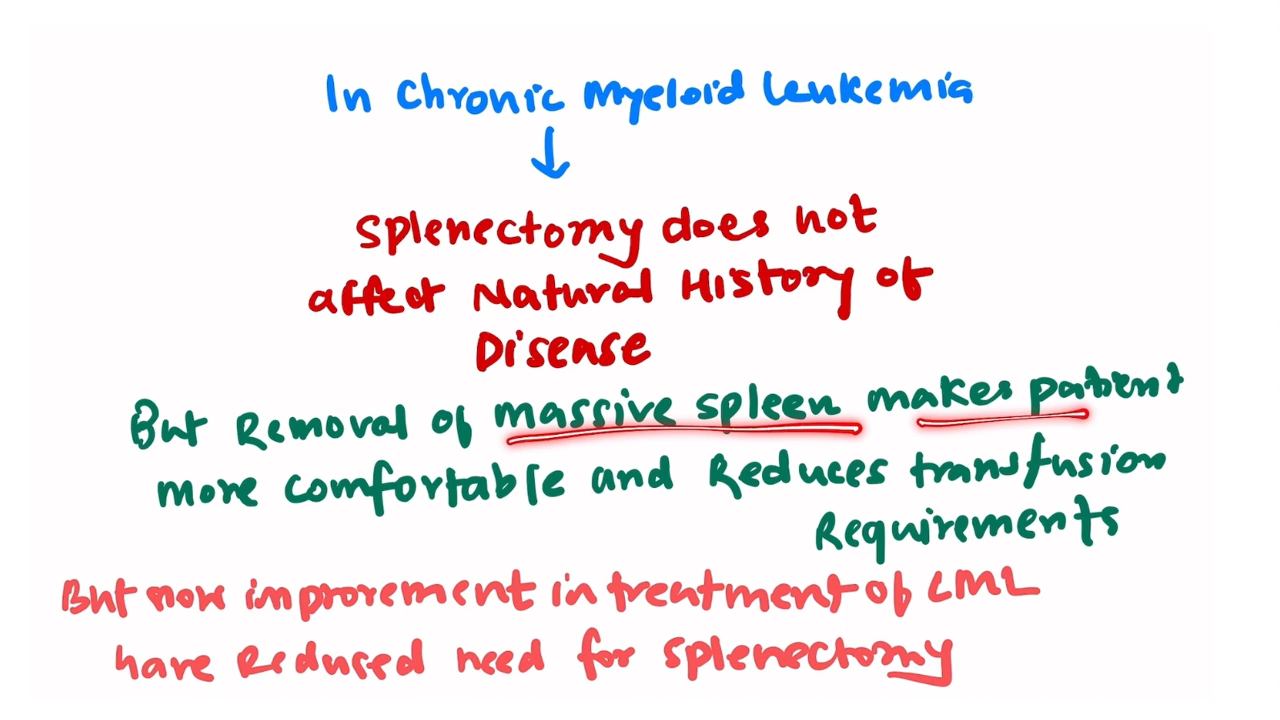 In Chronic Myeloid Leukemia
Splenectomy does not
affect Natural History of
Disease
But Removal of massive spleen makes patient
more comfortable and Reduces transfusion
Requirements
But now improvement in treatment of CML
have Reduced need for splenectomy